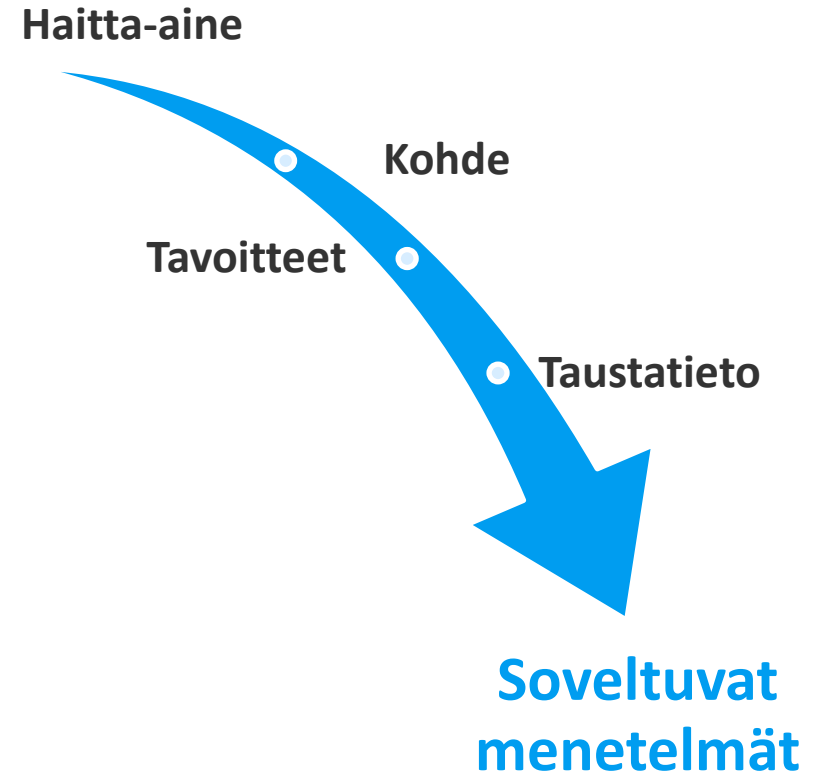 Haitta-aine
Kohde
Tavoitteet
Taustatieto
Soveltuvat
menetelmät